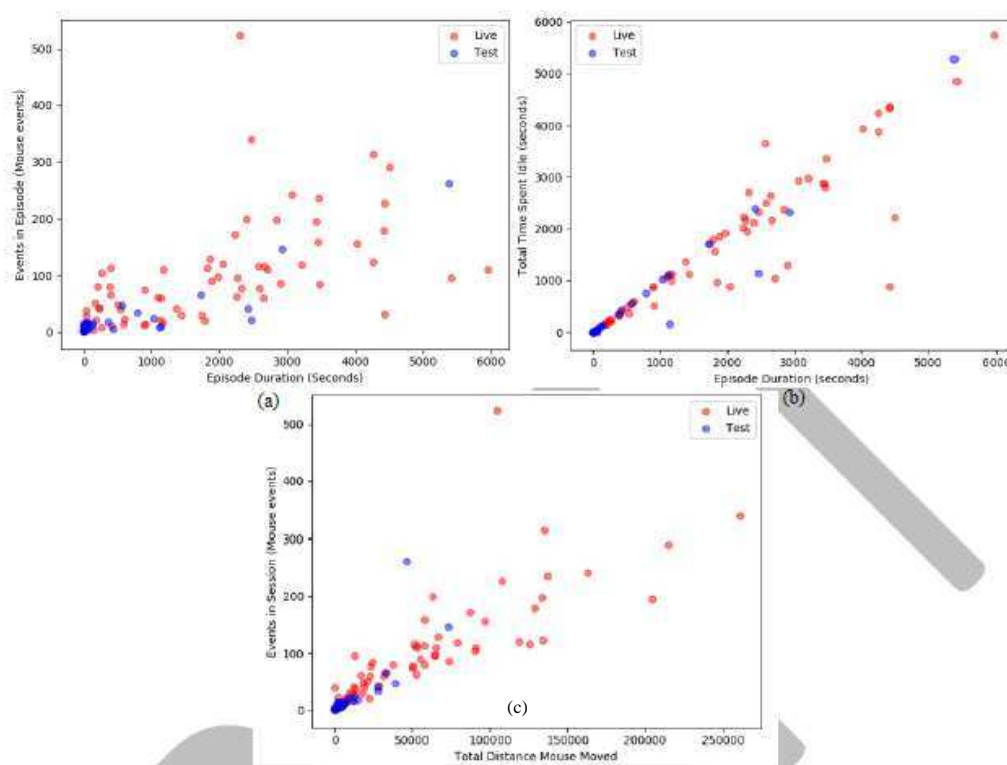 Events in Episode (Mouse events)
500
400
300
200
100
0
Live
Test
0 1000 2000 3000 4000 5000 6000
Episode Duration (Seconds)
(a)
Total Time Spent Idle (seconds)
6000
5000
4000
3000
2000
1000
0
Live
Test
0 1000 2000 3000 4000 5000 6000
Episode Duration (seconds)
(b)
Events in Session (Mouse events)
500
400
300
200
100
0
Live
Test
(c)
0 50000 100000 150000 200000 250000
Total Distance Mouse Moved